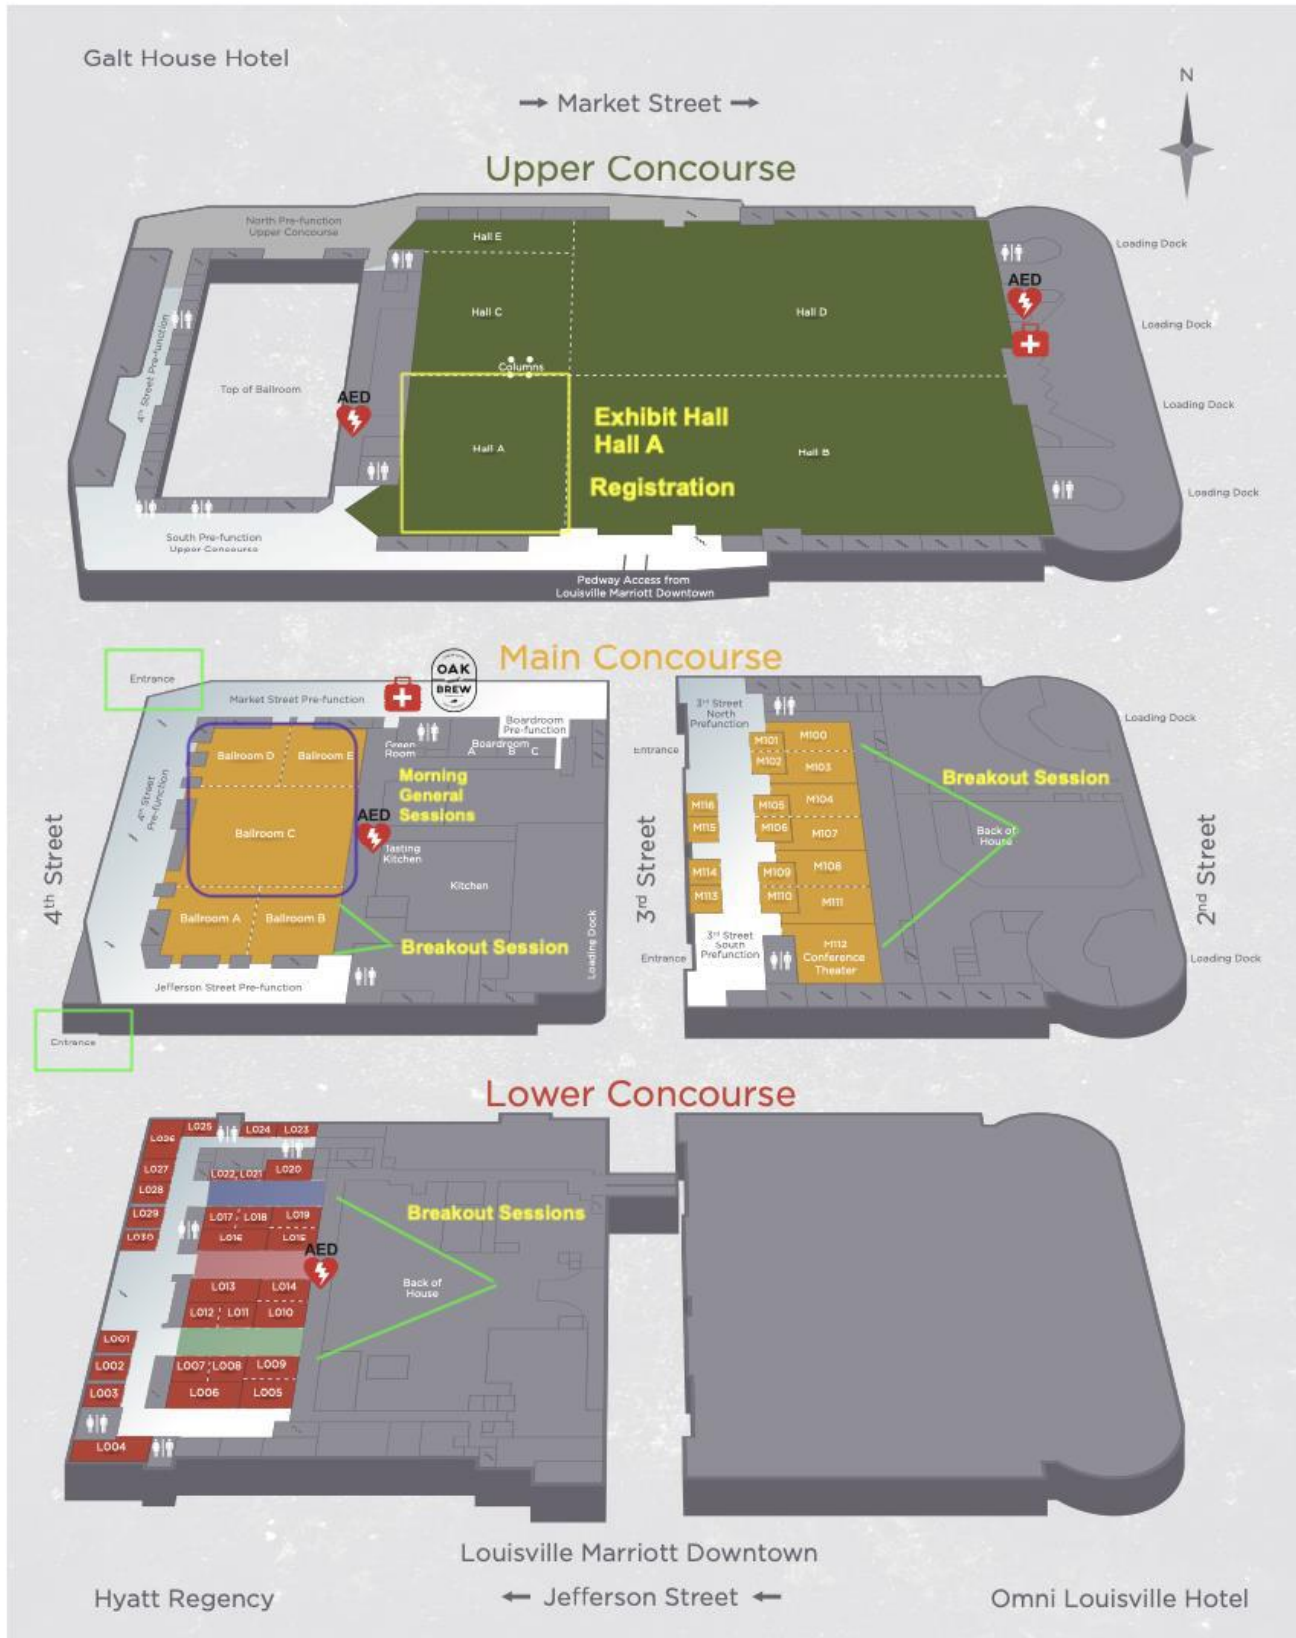 Galt House Hotel
N
Market Street
Upper Concourse
North Pre-function
Upper Concourse
Hall E
Loading Dock
AED
4th Street Pre-function
Hall C
Hall D
Loading Dock
Columns
Top of Ballroom
AED
Exhibit Hall
Hall A
Loading Dock
Hall A
Hall B
Registration
Loading Dock
South Pre-function
Upper Concourse
Pedway Access from
Louisville Marriott Downtown
Main Concourse
Entrance
OAK
BREW
Market Street Pre-function
Boardroom
Pre-function
Green
Room
Boardroom
A B C
Ballroom D
Ballroom E
Morning
General
Sessions
4th Street
Pre-function
Ballroom C
AED
Tasting
Kitchen
Kitchen
4th Street
Ballroom A
Ballroom B
Breakout Session
Loading Dock
Jefferson Street Pre-function
Entrance
3rd Street
North
Prefunction
Loading Dock
Entrance
M101
M100
M102
M103
Breakout Session
M116
M105
M104
M115
M106
M107
Back of
House
3rd Street
2nd Street
M114
M109
M108
M113
M110
M111
3rd Street
South
Prefunction
M112
Conference
Theater
Entrance
Loading Dock
Lower Concourse
L026
L025
L024
L023
L027
L022
L021
L020
L028
L029
L017
L018
L019
Breakout Sessions
L030
L016
L015
AED
L013
L014
Back of
House
L012
L011
L010
L001
L002
L007
L008
L009
L003
L006
L005
L004
Louisville Marriott Downtown
Hyatt Regency
Jefferson Street
Omni Louisville Hotel